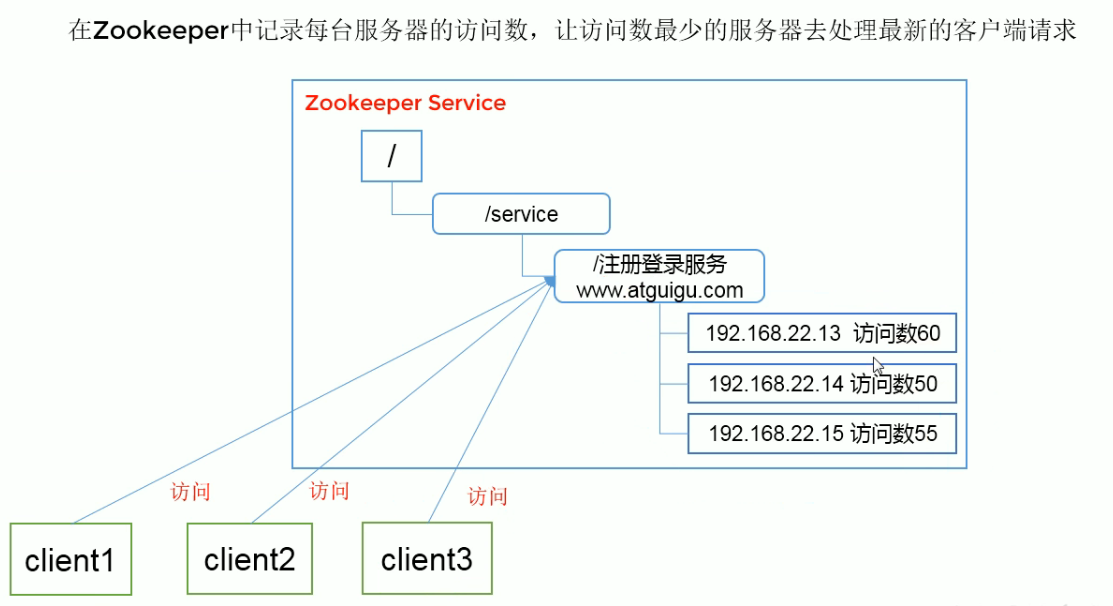 在Zookeeper中记录每台服务器的访问数，让访问数最少的服务器去处理最新的客户端请求
Zookeeper Service
/
/service
/注册登录服务
www.atguigu.com
192.168.22.13 访问数60
192.168.22.14 访问数50
192.168.22.15 访问数55
访问
访问
访问
client1
client2
client3